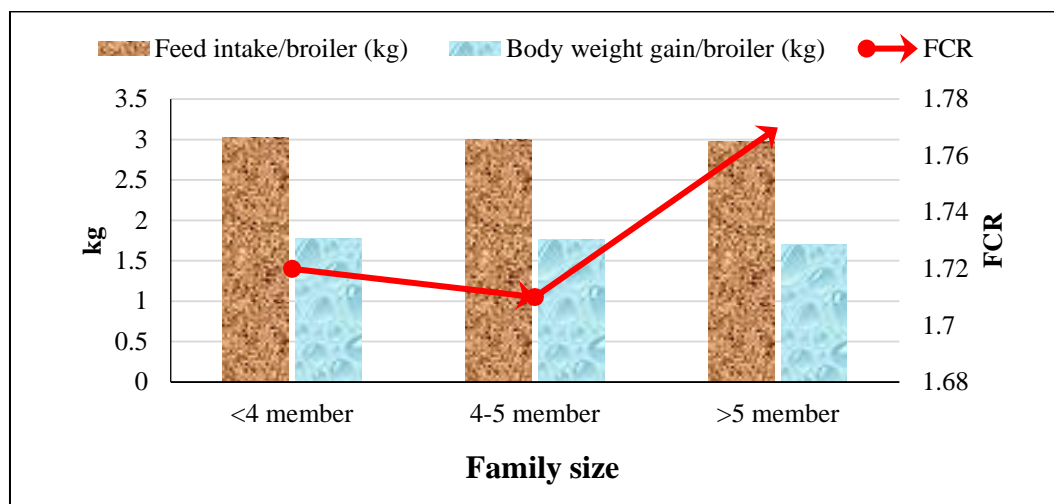 Feed intake/broiler (kg) Body weight gain/broiler (kg) FCR
3.5 1.78
3 1.76
2.5 1.74
2 1.72
1.5 1.7
1 1.68
0.5
0
kg
FCR
<4 member 4-5 member >5 member
Family size